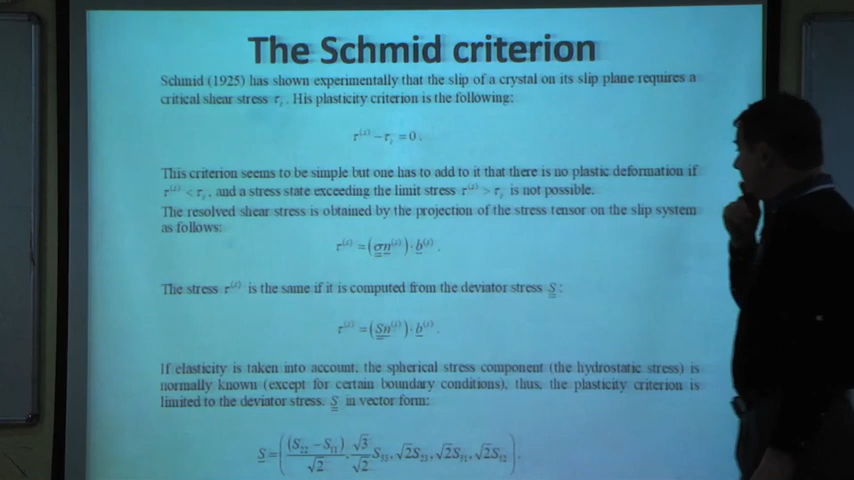 The Schmid criterion
Schmid (1925) has shown experimentally that the slip of a crystal on its slip plane requires a
critical shear stress τ_c. His plasticity criterion is the following:
τ^(s) − τ_c = 0.
This criterion seems to be simple but one has to add to it that there is no plastic deformation if
τ^(s) < τ_c, and a stress state exceeding the limit stress τ^(s) > τ_c is not possible.
The resolved shear stress is obtained by the projection of the stress tensor on the slip system
as follows:
τ^(s) = (σn^(s)) · b^(s).
The stress τ^(s) is the same if it is computed from the deviator stress S:
τ^(s) = (Sn^(s)) · b^(s).
If elasticity is taken into account, the spherical stress component (the hydrostatic stress) is
normally known (except for certain boundary conditions), thus, the plasticity criterion is
limited to the deviator stress. S in vector form:
S = ( (S₂₂ − S₁₁)/√2, √3/√2 S₃₃, √2S₂₃, √2S₃₁, √2S₁₂ ).